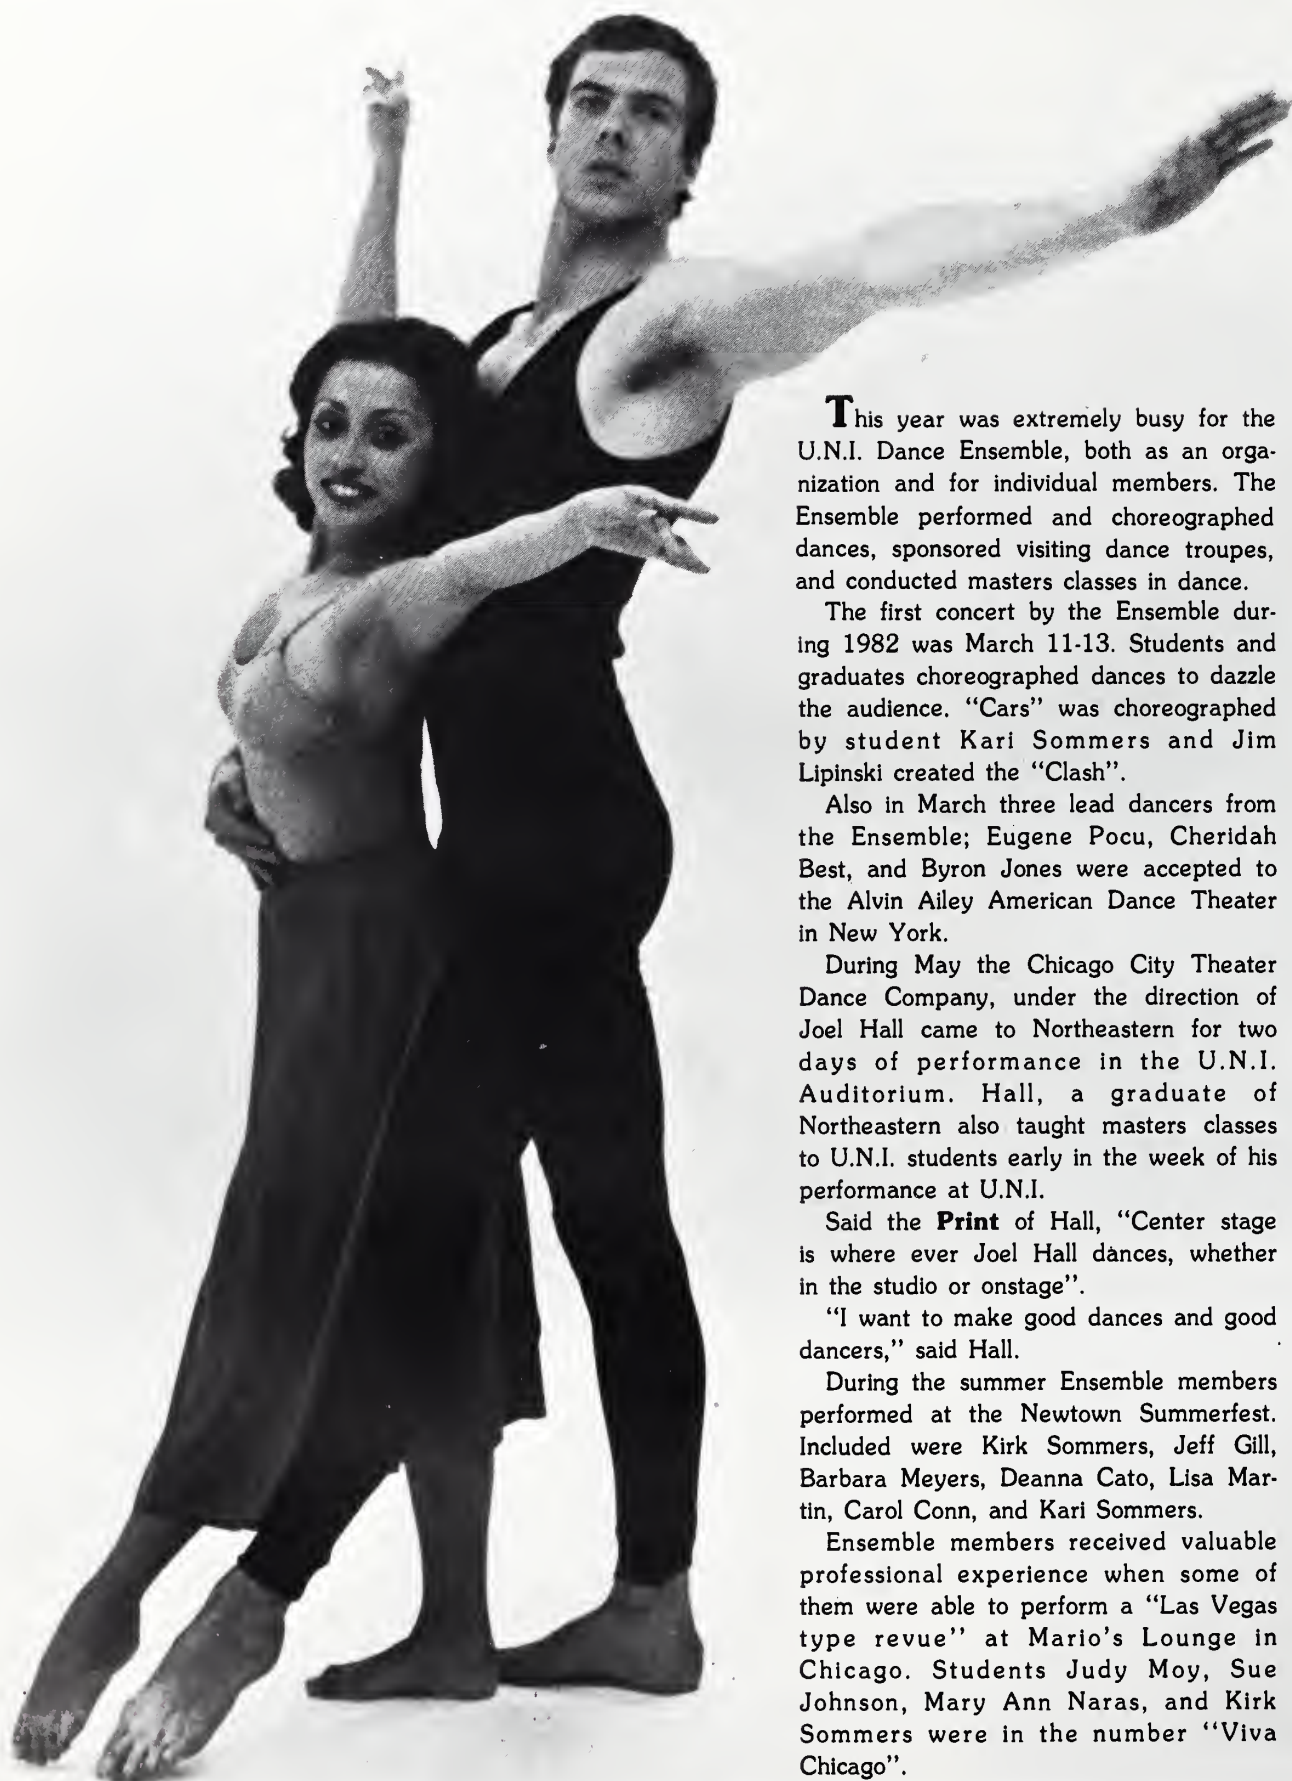 This year was extremely busy for the
U.N.I. Dance Ensemble, both as an orga-
nization and for individual members. The
Ensemble performed and choreographed
dances, sponsored visiting dance troupes,
and conducted masters classes in dance.
The first concert by the Ensemble dur-
ing 1982 was March 11-13. Students and
graduates choreographed dances to dazzle
the audience. “Cars” was choreographed
by student Kari Sommers and Jim
Lipinski created the “Clash”.
Also in March three lead dancers from
the Ensemble; Eugene Pocu, Cheridah
Best, and Byron Jones were accepted to
the Alvin Ailey American Dance Theater
in New York.
During May the Chicago City Theater
Dance Company, under the direction of
Joel Hall came to Northeastern for two
days of performance in the U.N.I.
Auditorium. Hall, a graduate of
Northeastern also taught masters classes
to U.N.I. students early in the week of his
performance at U.N.I.
Said the Print of Hall, “Center stage
is where ever Joel Hall dances, whether
in the studio or onstage”.
“I want to make good dances and good
dancers,” said Hall.
During the summer Ensemble members
performed at the Newtown Summerfest.
Included were Kirk Sommers, Jeff Gill,
Barbara Meyers, Deanna Cato, Lisa Mar-
tin, Carol Conn, and Kari Sommers.
Ensemble members received valuable
professional experience when some of
them were able to perform a “Las Vegas
type revue” at Mario’s Lounge in
Chicago. Students Judy Moy, Sue
Johnson, Mary Ann Naras, and Kirk
Sommers were in the number “Viva
Chicago”.